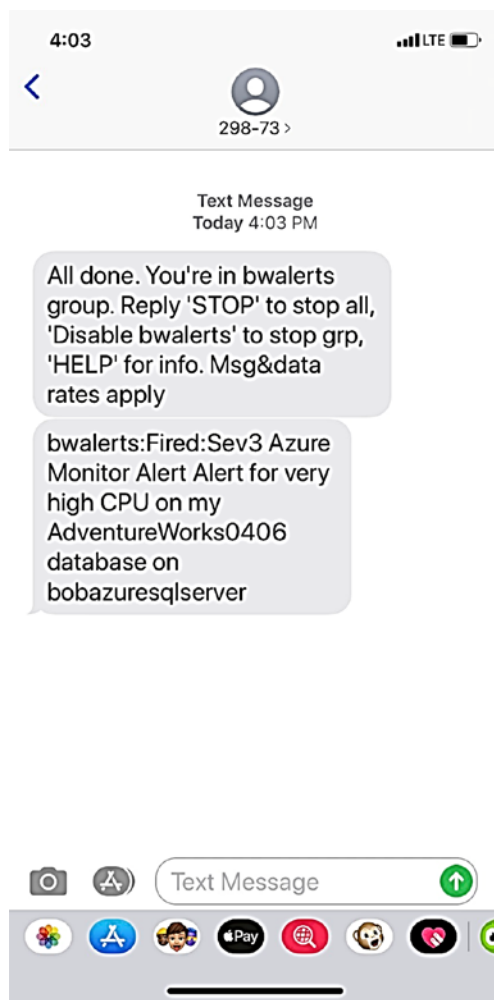 4:03
LTE
298-73 >
Text Message
Today 4:03 PM
All done. You're in bwalerts
group. Reply 'STOP' to stop all,
'Disable bwalerts' to stop grp,
'HELP' for info. Msg&data
rates apply
bwalerts:Fired:Sev3 Azure
Monitor Alert Alert for very
high CPU on my
AdventureWorks0406
database on
bobazuresqlserver
Text Message
Pay